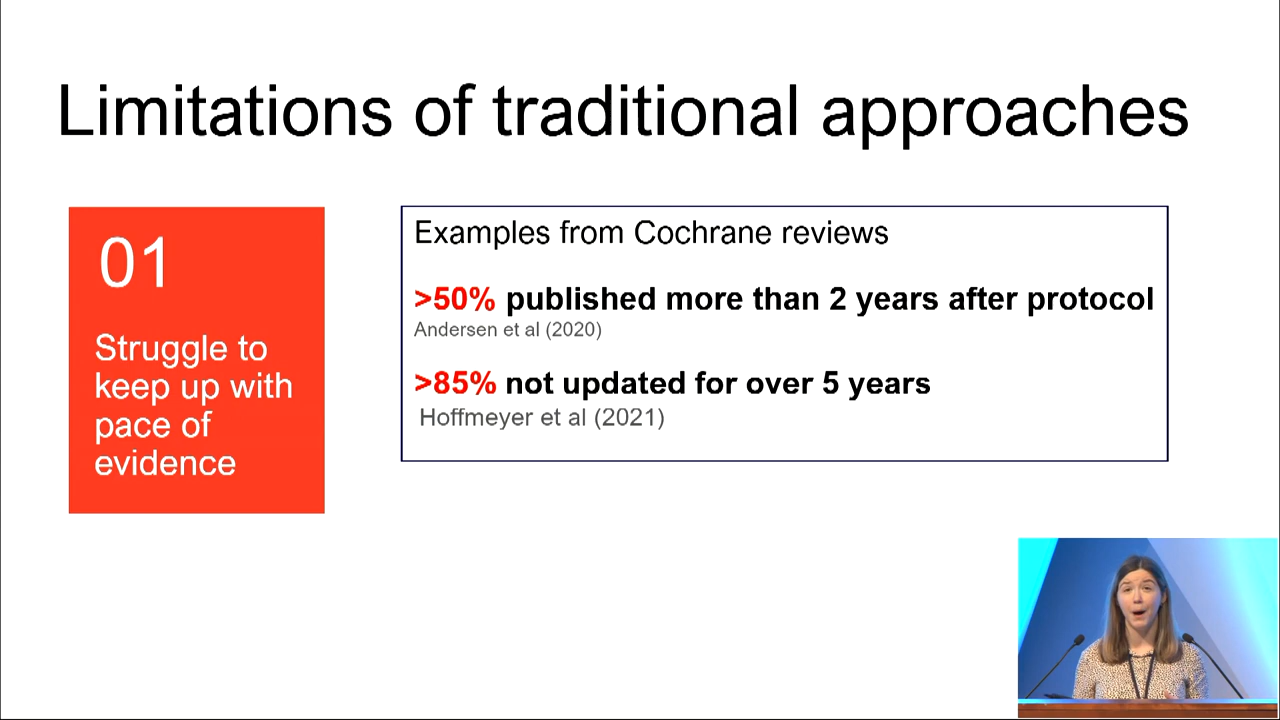 Limitations of traditional approaches
01
Struggle to
keep up with
pace of
evidence
Examples from Cochrane reviews
>50% published more than 2 years after protocol
Andersen et al (2020)
>85% not updated for over 5 years
Hoffmeyer et al (2021)